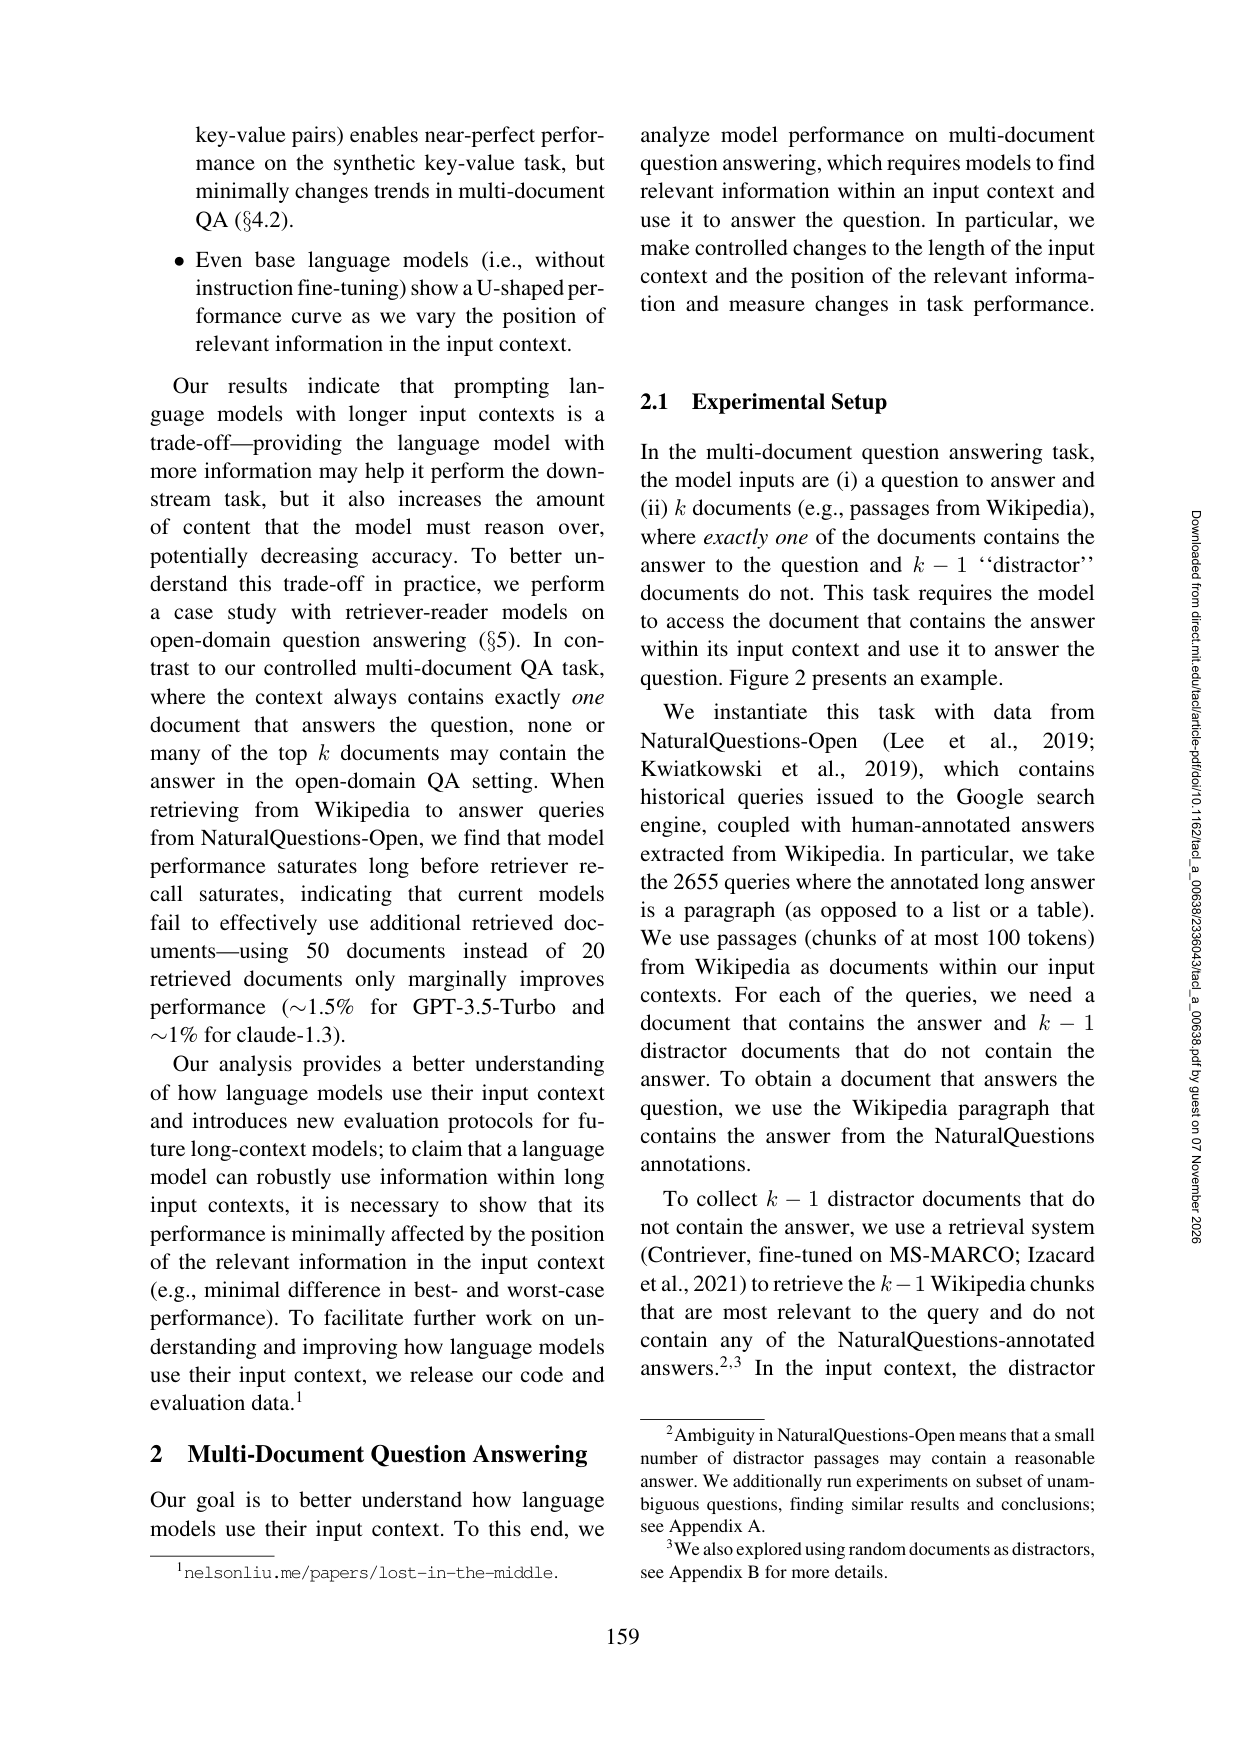 key-value pairs) enables near-perfect perfor-
mance on the synthetic key-value task, but
minimally changes trends in multi-document
QA (§4.2).
• Even base language models (i.e., without
instruction fine-tuning) show a U-shaped per-
formance curve as we vary the position of
relevant information in the input context.
Our results indicate that prompting lan-
guage models with longer input contexts is a
trade-off—providing the language model with
more information may help it perform the down-
stream task, but it also increases the amount
of content that the model must reason over,
potentially decreasing accuracy. To better un-
derstand this trade-off in practice, we perform
a case study with retriever-reader models on
open-domain question answering (§5). In con-
trast to our controlled multi-document QA task,
where the context always contains exactly one
document that answers the question, none or
many of the top k documents may contain the
answer in the open-domain QA setting. When
retrieving from Wikipedia to answer queries
from NaturalQuestions-Open, we find that model
performance saturates long before retriever re-
call saturates, indicating that current models
fail to effectively use additional retrieved doc-
uments—using 50 documents instead of 20
retrieved documents only marginally improves
performance (∼1.5% for GPT-3.5-Turbo and
∼1% for claude-1.3).
Our analysis provides a better understanding
of how language models use their input context
and introduces new evaluation protocols for fu-
ture long-context models; to claim that a language
model can robustly use information within long
input contexts, it is necessary to show that its
performance is minimally affected by the position
of the relevant information in the input context
(e.g., minimal difference in best- and worst-case
performance). To facilitate further work on un-
derstanding and improving how language models
use their input context, we release our code and
evaluation data.1
2 Multi-Document Question Answering
Our goal is to better understand how language
models use their input context. To this end, we
1nelsonliu.me/papers/lost-in-the-middle.
analyze model performance on multi-document
question answering, which requires models to find
relevant information within an input context and
use it to answer the question. In particular, we
make controlled changes to the length of the input
context and the position of the relevant informa-
tion and measure changes in task performance.
2.1 Experimental Setup
In the multi-document question answering task,
the model inputs are (i) a question to answer and
(ii) k documents (e.g., passages from Wikipedia),
where exactly one of the documents contains the
answer to the question and k − 1 ‘‘distractor’’
documents do not. This task requires the model
to access the document that contains the answer
within its input context and use it to answer the
question. Figure 2 presents an example.
We instantiate this task with data from
NaturalQuestions-Open (Lee et al., 2019;
Kwiatkowski et al., 2019), which contains
historical queries issued to the Google search
engine, coupled with human-annotated answers
extracted from Wikipedia. In particular, we take
the 2655 queries where the annotated long answer
is a paragraph (as opposed to a list or a table).
We use passages (chunks of at most 100 tokens)
from Wikipedia as documents within our input
contexts. For each of the queries, we need a
document that contains the answer and k − 1
distractor documents that do not contain the
answer. To obtain a document that answers the
question, we use the Wikipedia paragraph that
contains the answer from the NaturalQuestions
annotations.
To collect k − 1 distractor documents that do
not contain the answer, we use a retrieval system
(Contriever, fine-tuned on MS-MARCO; Izacard
et al., 2021) to retrieve the k−1 Wikipedia chunks
that are most relevant to the query and do not
contain any of the NaturalQuestions-annotated
answers.2,3 In the input context, the distractor
2Ambiguity in NaturalQuestions-Open means that a small
number of distractor passages may contain a reasonable
answer. We additionally run experiments on subset of unam-
biguous questions, finding similar results and conclusions;
see Appendix A.
3We also explored using random documents as distractors,
see Appendix B for more details.
159
Downloaded from direct.mit.edu/tacl/article-pdf/doi/10.1162/tacl_a_00638/2336043/tacl_a_00638.pdf by guest on 07 November 2026